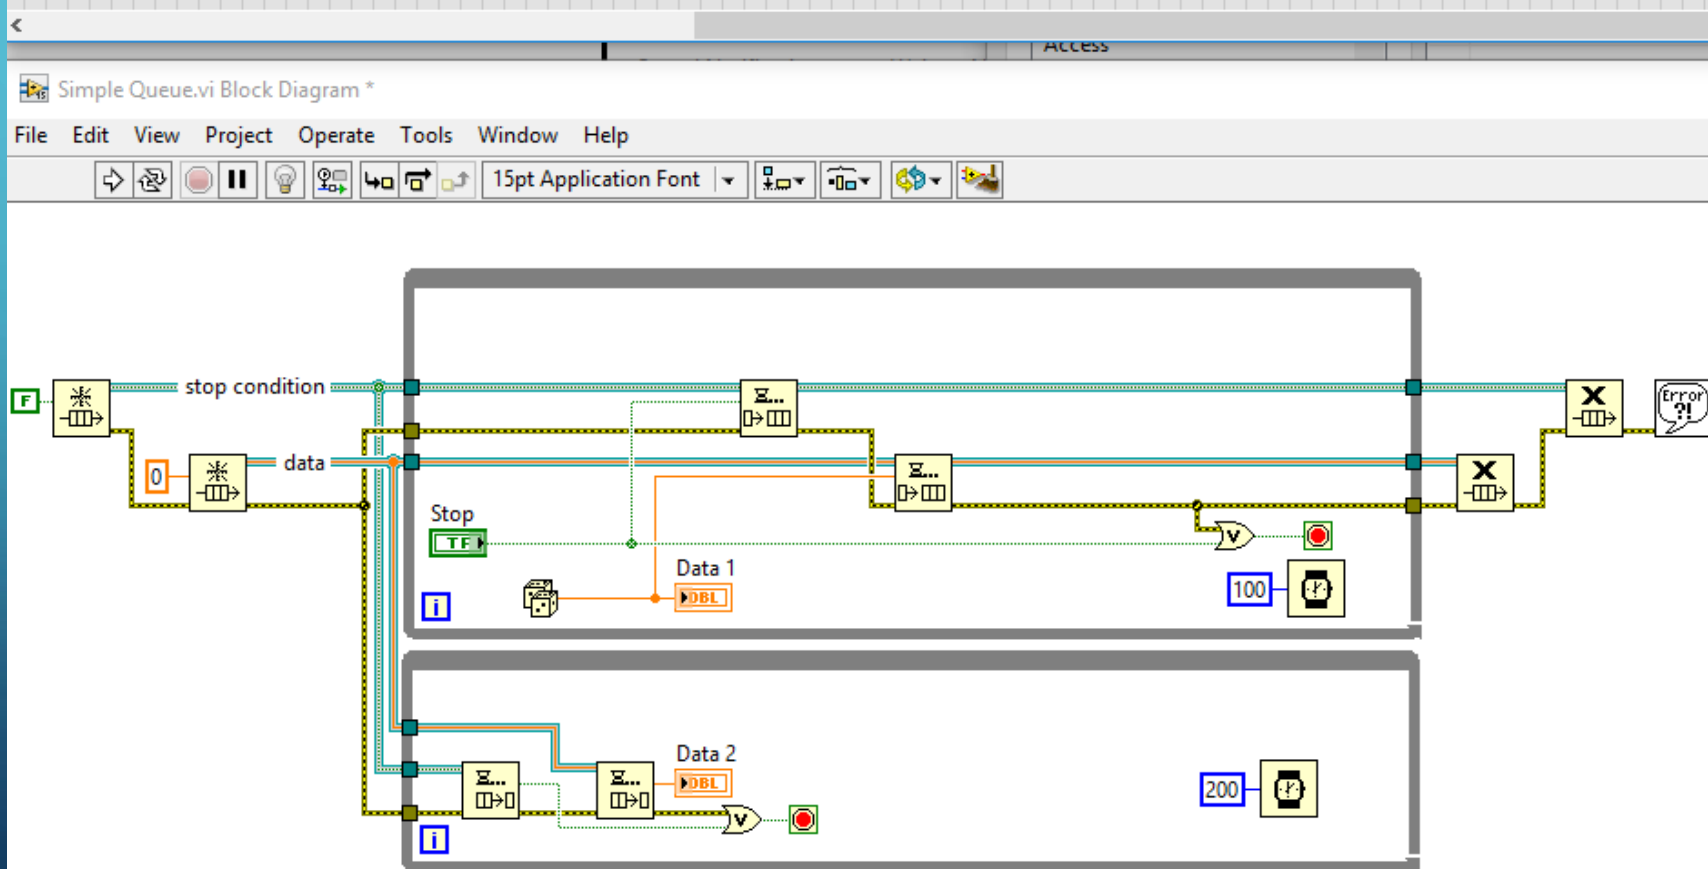 Access
Simple Queue.vi Block Diagram *
File Edit View Project Operate Tools Window Help
15pt Application Font
F
stop condition
Error
?!
0
data
Stop
TF
Data 1
DBL
100
i
Data 2
DBL
200
i